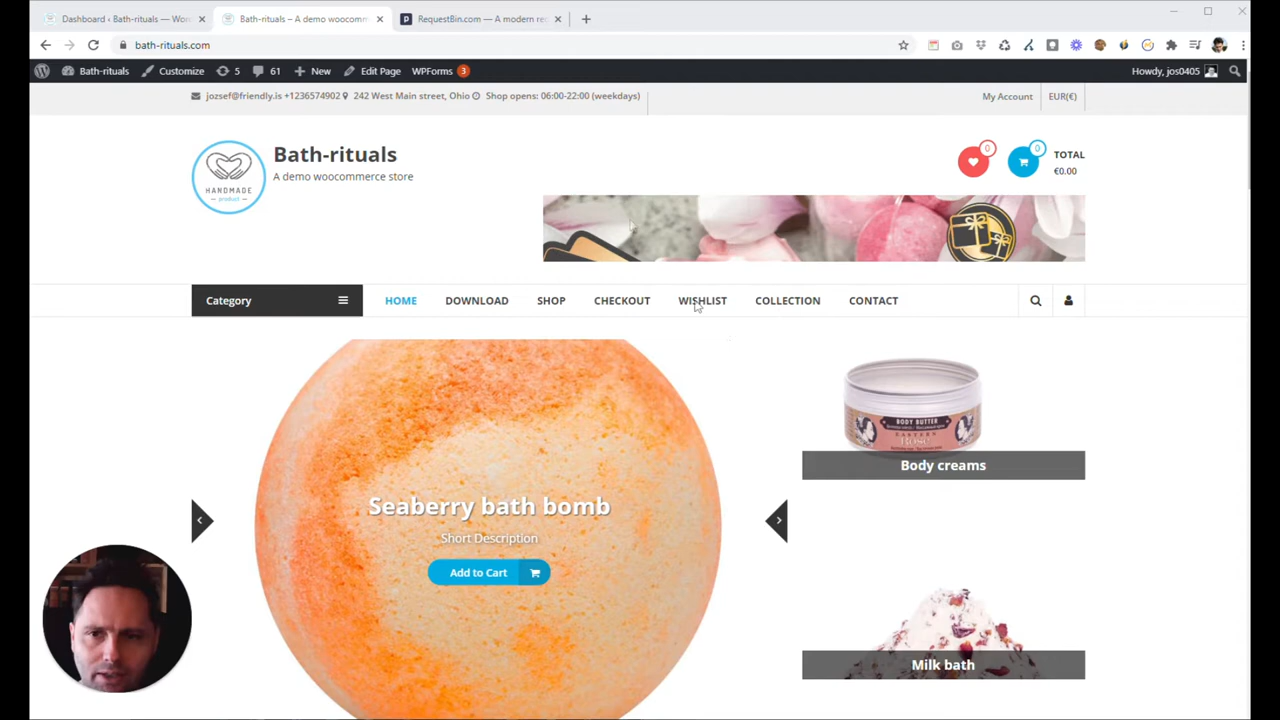 Dashboard ‹ Bath-rituals — Wor
Bath-rituals – A demo woocomm
RequestBin.com — A modern re
bath-rituals.com
Bath-rituals
Customize
5
61
New
Edit Page
WPForms 3
Howdy, jos0405
jozsef@friendly.is +1236574902 242 West Main street, Ohio Shop opens: 06:00-22:00 (weekdays)
My Account
EUR(€)
HANDMADE
product
Bath-rituals
A demo woocommerce store
0
0
TOTAL
€0.00
Category
HOME
DOWNLOAD
SHOP
CHECKOUT
WISHLIST
COLLECTION
CONTACT
Seaberry bath bomb
Short Description
Add to Cart
BODY BUTTER
Rose
Body creams
Milk bath